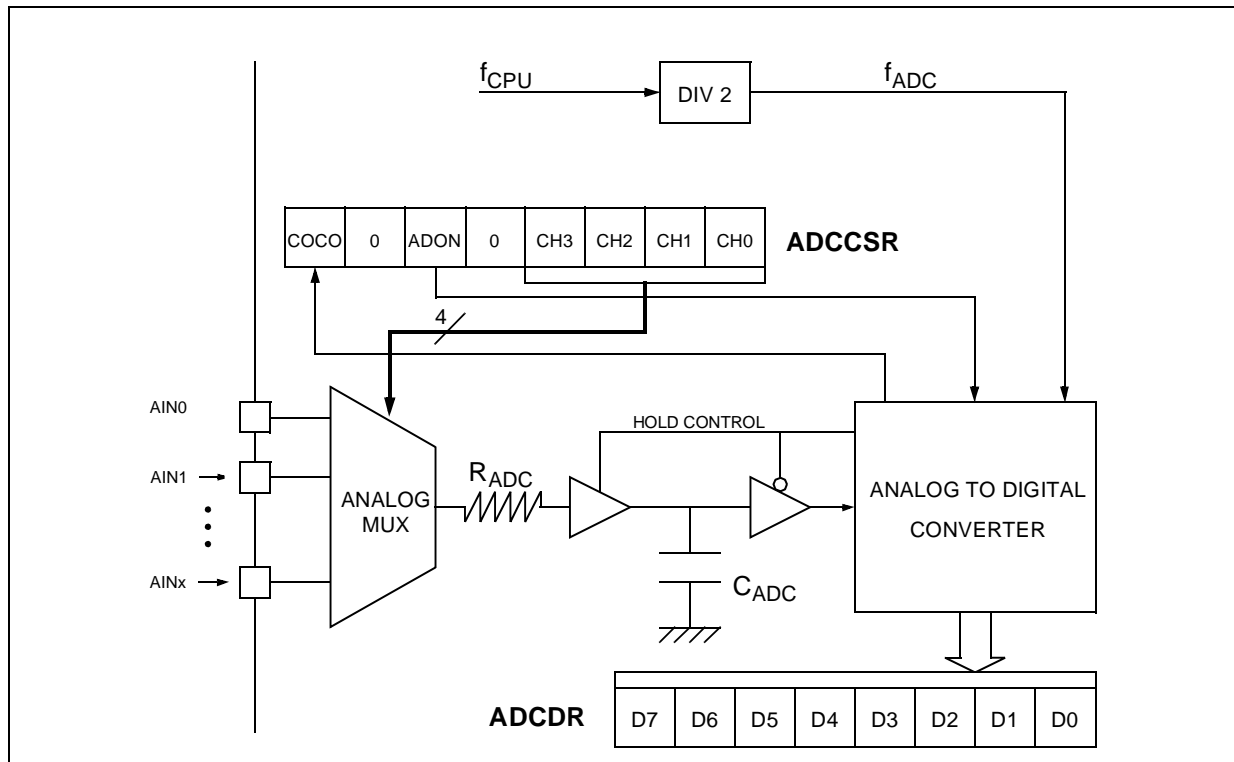 fCPU
DIV 2
fADC
COCO 0 ADON 0 CH3 CH2 CH1 CH0
ADCCSR
4
AIN0
HOLD CONTROL
AIN1
RADC
ANALOG
MUX
ANALOG TO DIGITAL
CONVERTER
AINx
CADC
ADCDR
D7 D6 D5 D4 D3 D2 D1 D0